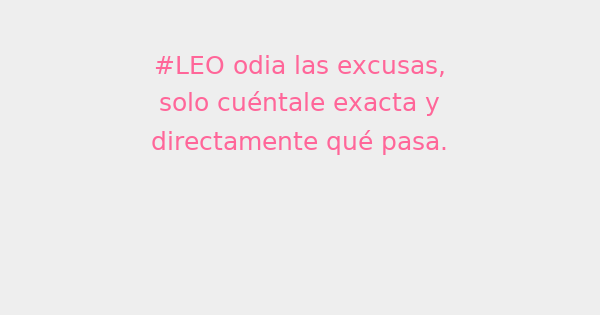 #LEO odia las excusas,
solo cuéntale exacta y
directamente qué pasa.